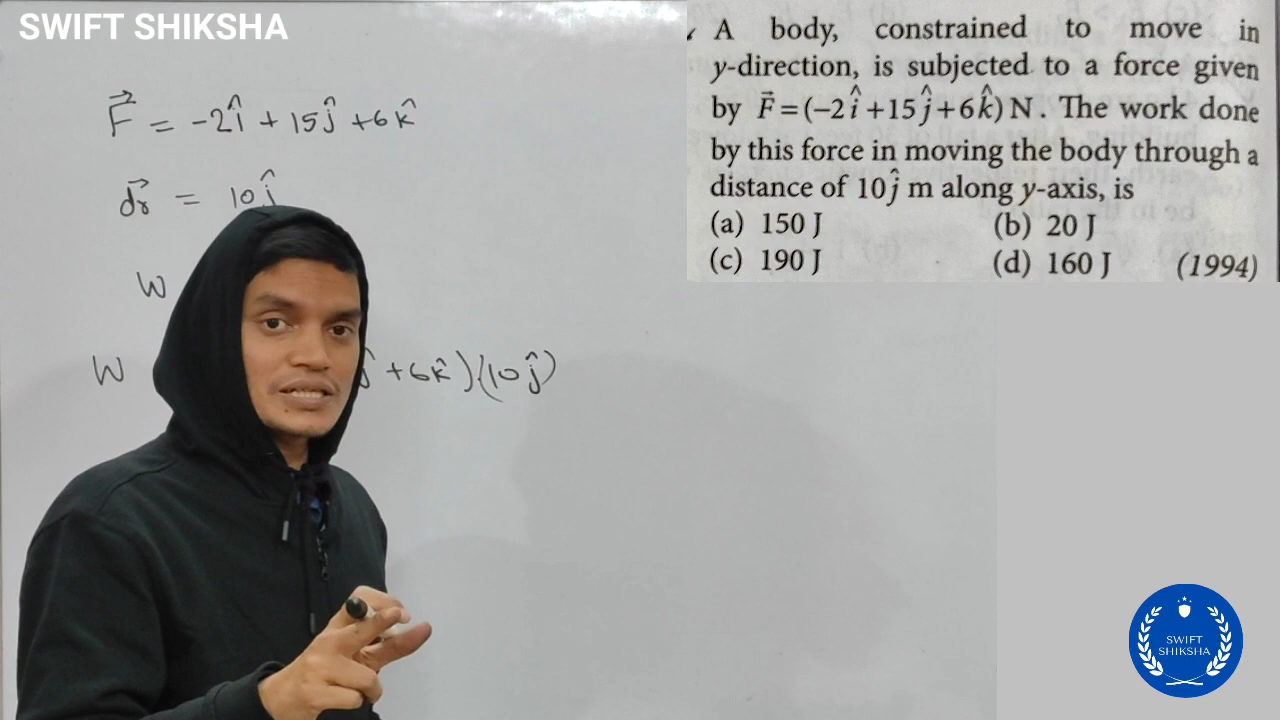 SWIFT SHIKSHA
F⃗ = -2î + 15ĵ + 6k̂
dr⃗ = 10ĵ
W
W ĵ + 6k̂)(10ĵ)
A body, constrained to move in
y-direction, is subjected to a force given
by F⃗ = (−2î + 15ĵ + 6k̂) N. The work done
by this force in moving the body through a
distance of 10ĵ m along y-axis, is
(a) 150 J (b) 20 J
(c) 190 J (d) 160 J (1994)
SWIFT
SHIKSHA